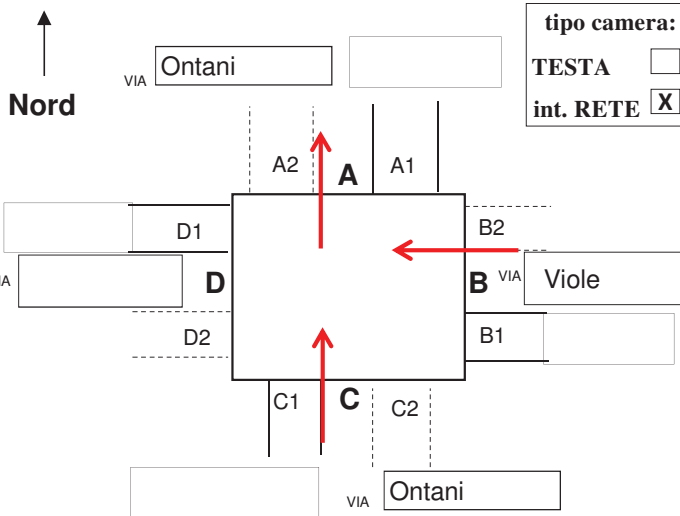 tipo camera:
VIA Ontani
TESTA
Nord
int. RETE X
A2 A A1
D1 B2
D B VIA Viole
D2 B1
C1 C C2
VIA Ontani